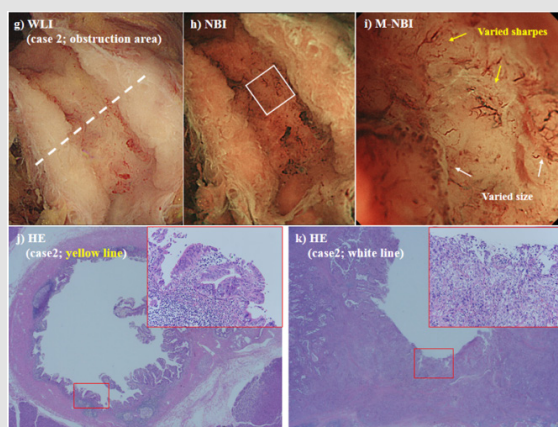 g) WLI
(case 2; obstruction area)
h) NBI
i) M-NBI
Varied sharpes
Varied size
j) HE
(case2; yellow line)
k) HE
(case2; white line)